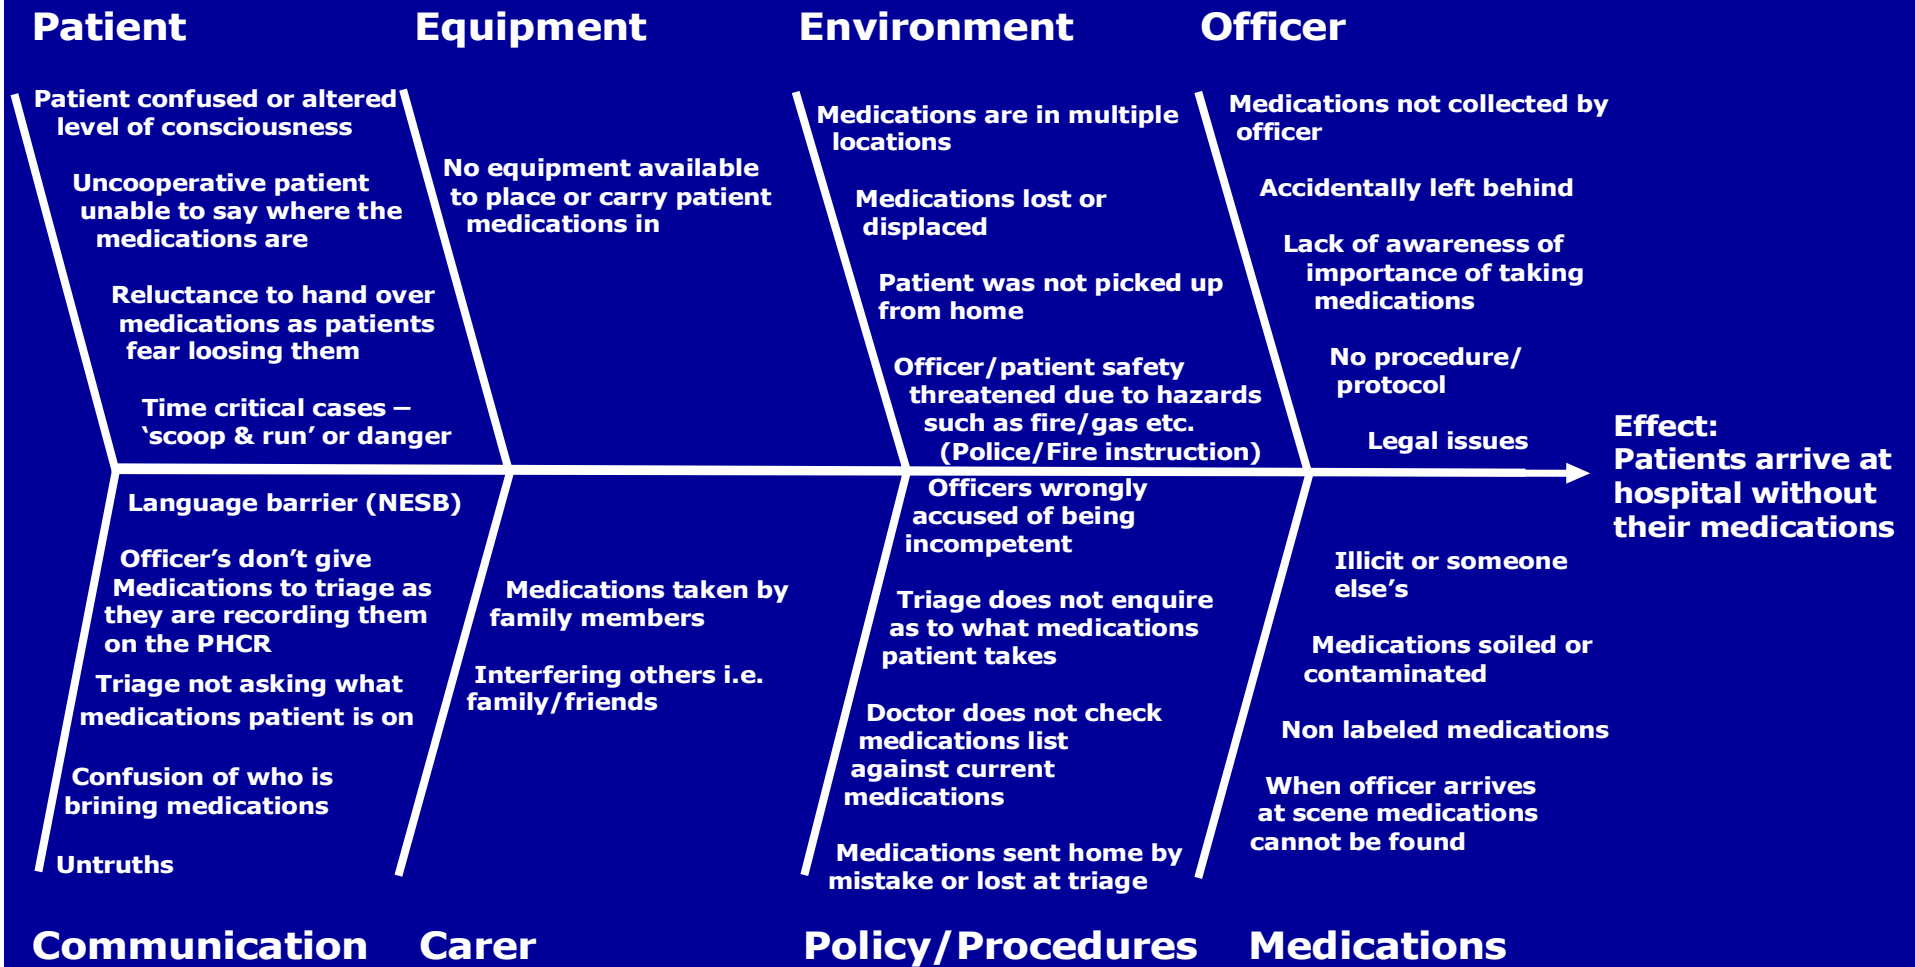 Patient
Equipment
Environment
Officer
Patient confused or altered
level of consciousness
Uncooperative patient
unable to say where the
medications are
Reluctance to hand over
medications as patients
fear loosing them
Time critical cases –
‘scoop & run’ or danger
No equipment available
to place or carry patient
medications in
Medications are in multiple
locations
Medications lost or
displaced
Patient was not picked up
from home
Officer/patient safety
threatened due to hazards
such as fire/gas etc.
(Police/Fire instruction)
Medications not collected by
officer
Accidentally left behind
Lack of awareness of
importance of taking
medications
No procedure/
protocol
Legal issues
Effect:
Patients arrive at
hospital without
their medications
Language barrier (NESB)
Officer’s don’t give
Medications to triage as
they are recording them
on the PHCR
Triage not asking what
medications patient is on
Confusion of who is
brining medications
Untruths
Medications taken by
family members
Interfering others i.e.
family/friends
Officers wrongly
accused of being
incompetent
Triage does not enquire
as to what medications
patient takes
Doctor does not check
medications list
against current
medications
Medications sent home by
mistake or lost at triage
Illicit or someone
else’s
Medications soiled or
contaminated
Non labeled medications
When officer arrives
at scene medications
cannot be found
Communication
Carer
Policy/Procedures
Medications